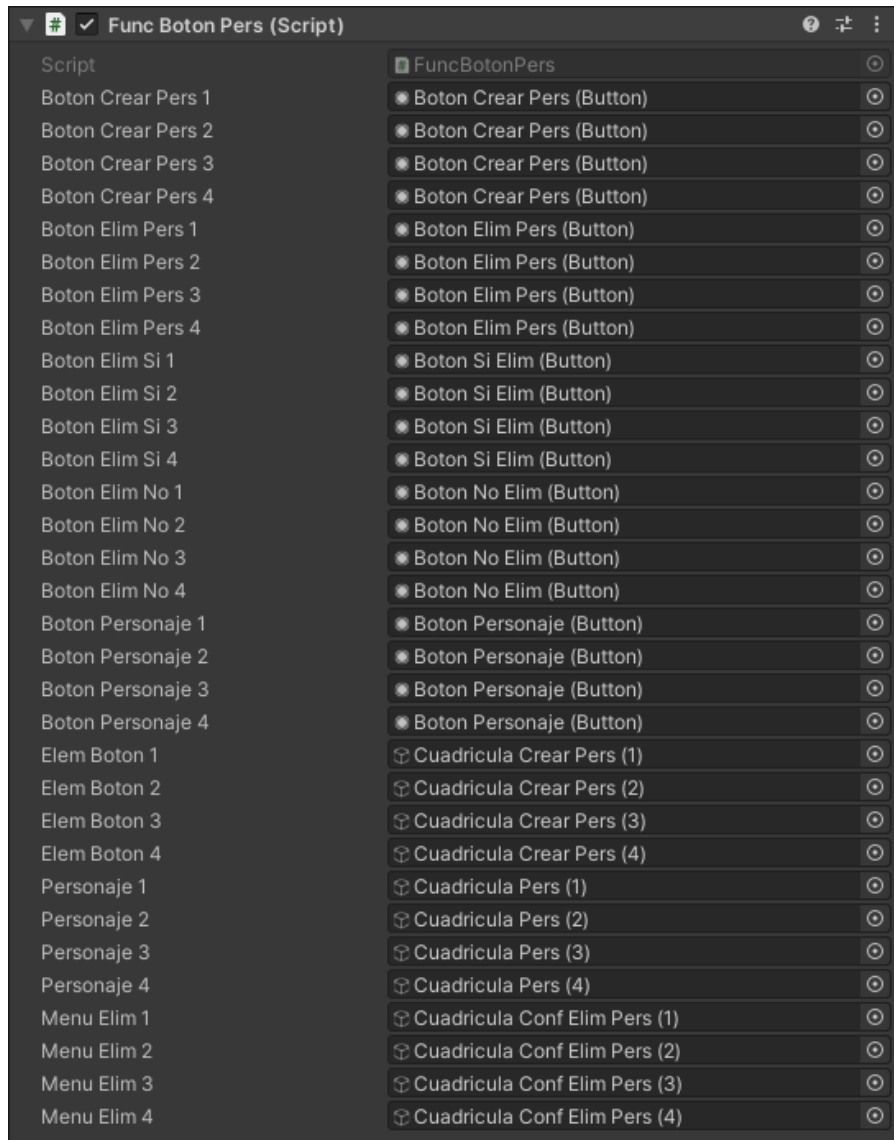 Func Boton Pers (Script)
Script FuncBotonPers
Boton Crear Pers 1 Boton Crear Pers (Button)
Boton Crear Pers 2 Boton Crear Pers (Button)
Boton Crear Pers 3 Boton Crear Pers (Button)
Boton Crear Pers 4 Boton Crear Pers (Button)
Boton Elim Pers 1 Boton Elim Pers (Button)
Boton Elim Pers 2 Boton Elim Pers (Button)
Boton Elim Pers 3 Boton Elim Pers (Button)
Boton Elim Pers 4 Boton Elim Pers (Button)
Boton Elim Si 1 Boton Si Elim (Button)
Boton Elim Si 2 Boton Si Elim (Button)
Boton Elim Si 3 Boton Si Elim (Button)
Boton Elim Si 4 Boton Si Elim (Button)
Boton Elim No 1 Boton No Elim (Button)
Boton Elim No 2 Boton No Elim (Button)
Boton Elim No 3 Boton No Elim (Button)
Boton Elim No 4 Boton No Elim (Button)
Boton Personaje 1 Boton Personaje (Button)
Boton Personaje 2 Boton Personaje (Button)
Boton Personaje 3 Boton Personaje (Button)
Boton Personaje 4 Boton Personaje (Button)
Elem Boton 1 Cuadricula Crear Pers (1)
Elem Boton 2 Cuadricula Crear Pers (2)
Elem Boton 3 Cuadricula Crear Pers (3)
Elem Boton 4 Cuadricula Crear Pers (4)
Personaje 1 Cuadricula Pers (1)
Personaje 2 Cuadricula Pers (2)
Personaje 3 Cuadricula Pers (3)
Personaje 4 Cuadricula Pers (4)
Menu Elim 1 Cuadricula Conf Elim Pers (1)
Menu Elim 2 Cuadricula Conf Elim Pers (2)
Menu Elim 3 Cuadricula Conf Elim Pers (3)
Menu Elim 4 Cuadricula Conf Elim Pers (4)